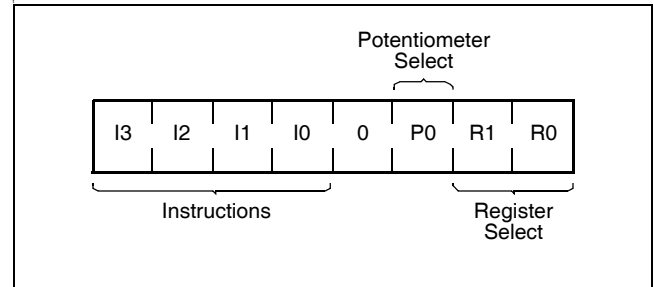 Potentiometer
Select
I3 I2 I1 I0 0 P0 R1 R0
Instructions
Register
Select